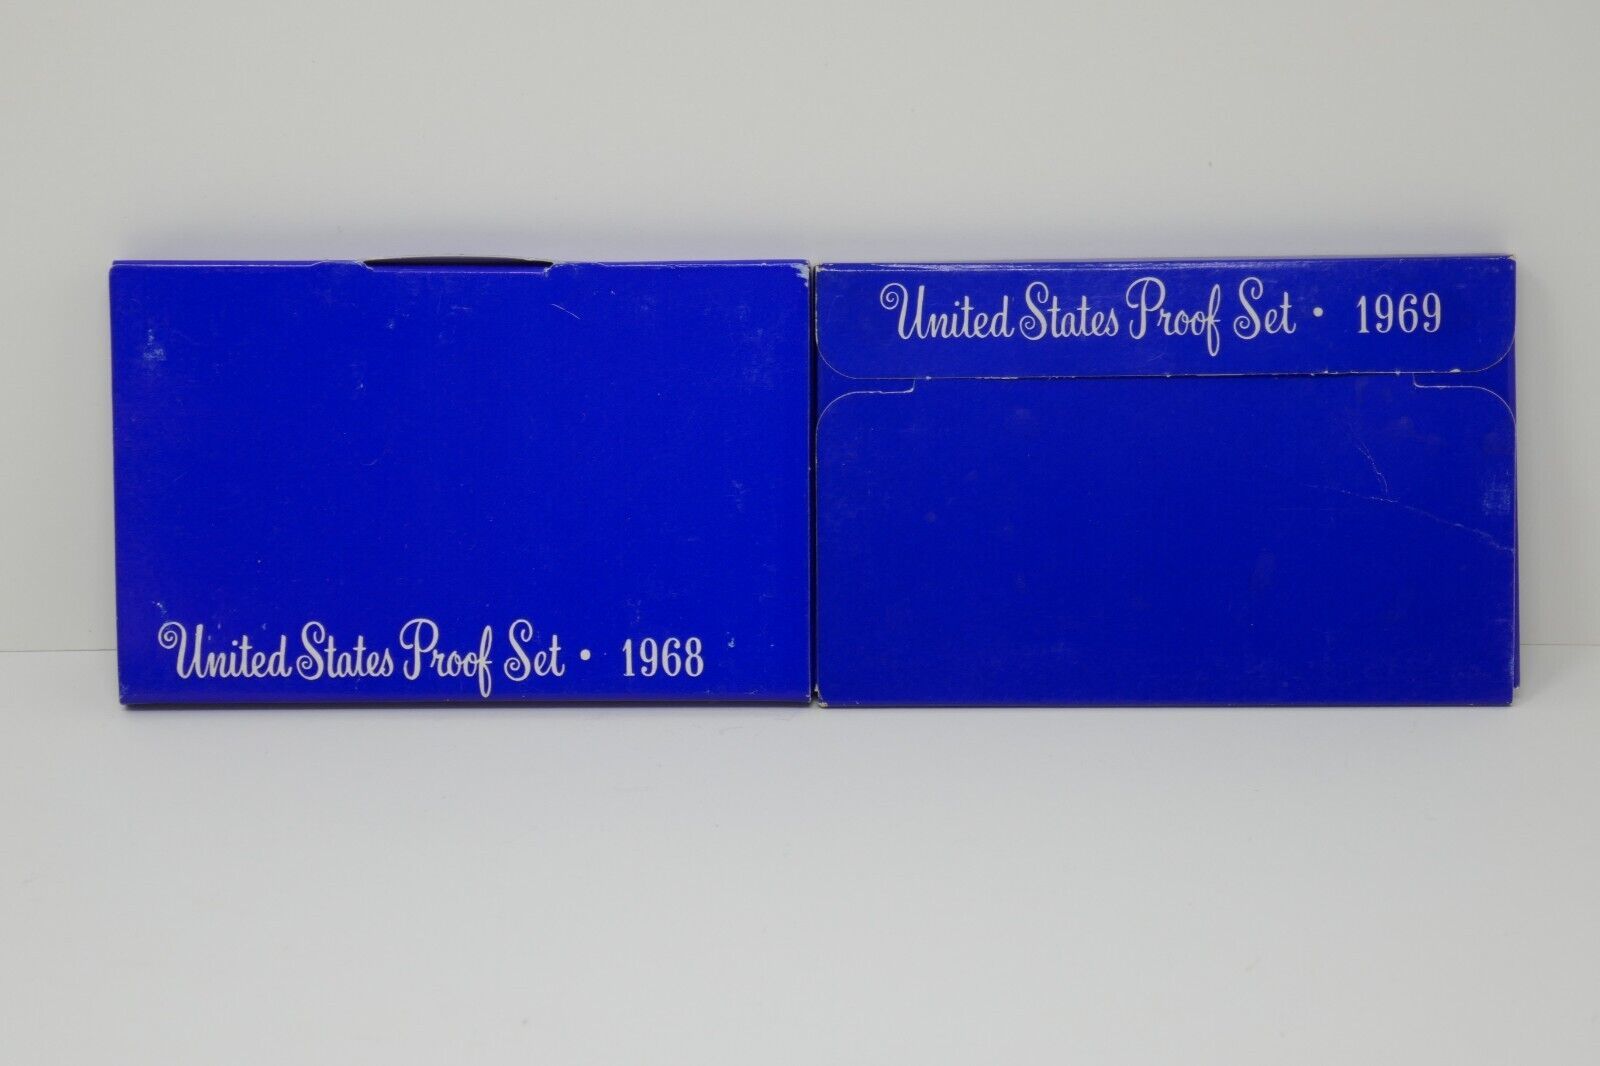 United States Proof Set • 1968
United States Proof Set • 1969